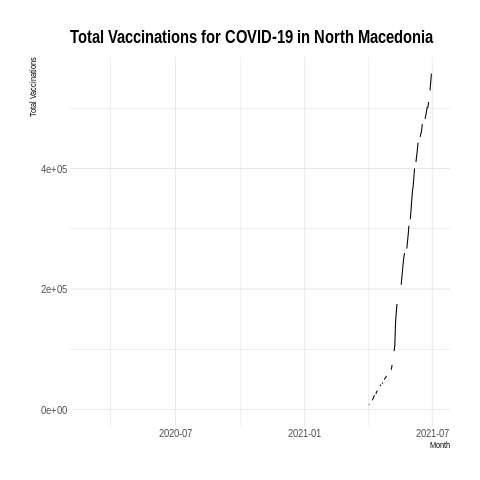 Total Vaccinations for COVID-19 in North Macedonia
Total Vaccinations
4e+05
2e+05
0e+00
2020-07
2021-01
2021-07
Month